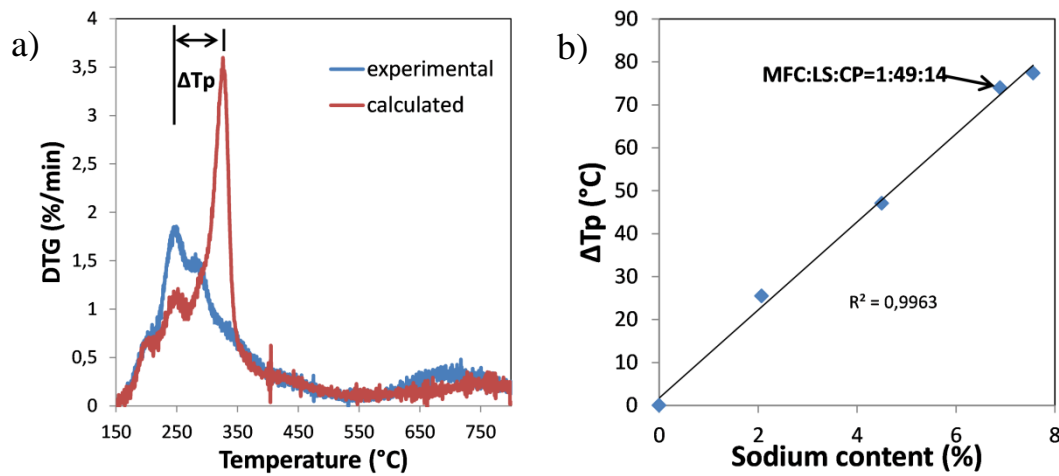 a)
4
3,5
3
2,5
2
1,5
1
0,5
0
DTG (%/min)
ΔTp
experimental
calculated
150 250 350 450 550 650 750
Temperature (°C)
b)
90
80
70
60
50
40
30
20
10
0
ΔTp (°C)
MFC:LS:CP=1:49:14
R² = 0,9963
0 2 4 6 8
Sodium content (%)